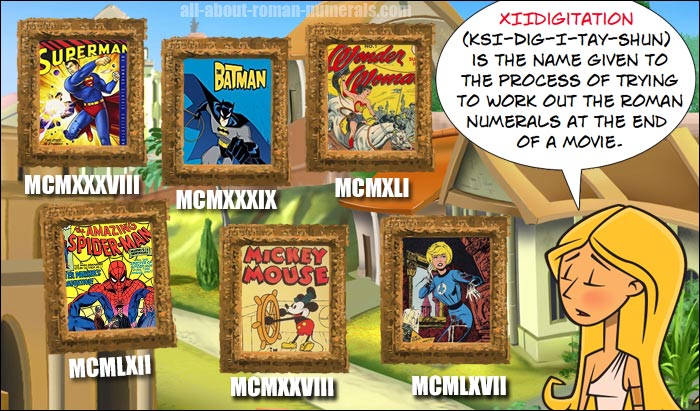 all-about-roman-numerals.com
SUPERMAN
BATMAN
Wonder
Woman
MCMXXXVIII
MCMXXXIX
MCMXLI
XIIDIGITATION
(KSI-DIG-I-TAY-SHUN)
IS THE NAME GIVEN TO
THE PROCESS OF TRYING
TO WORK OUT THE ROMAN
NUMERALS AT THE END
OF A MOVIE.
THE AMAZING
SPIDER-MAN
MICKEY
MOUSE
MCMLXII
MCMXXVIII
MCMLXVII